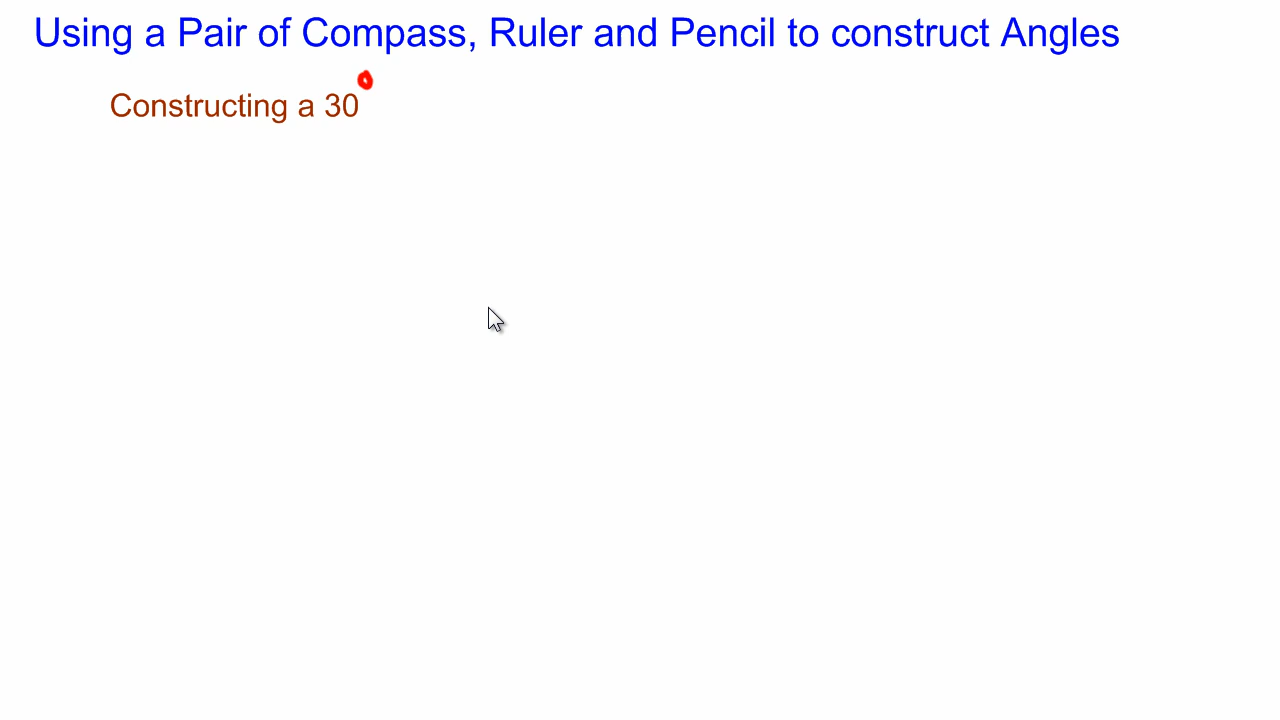 Using a Pair of Compass, Ruler and Pencil to construct Angles
Constructing a 30°